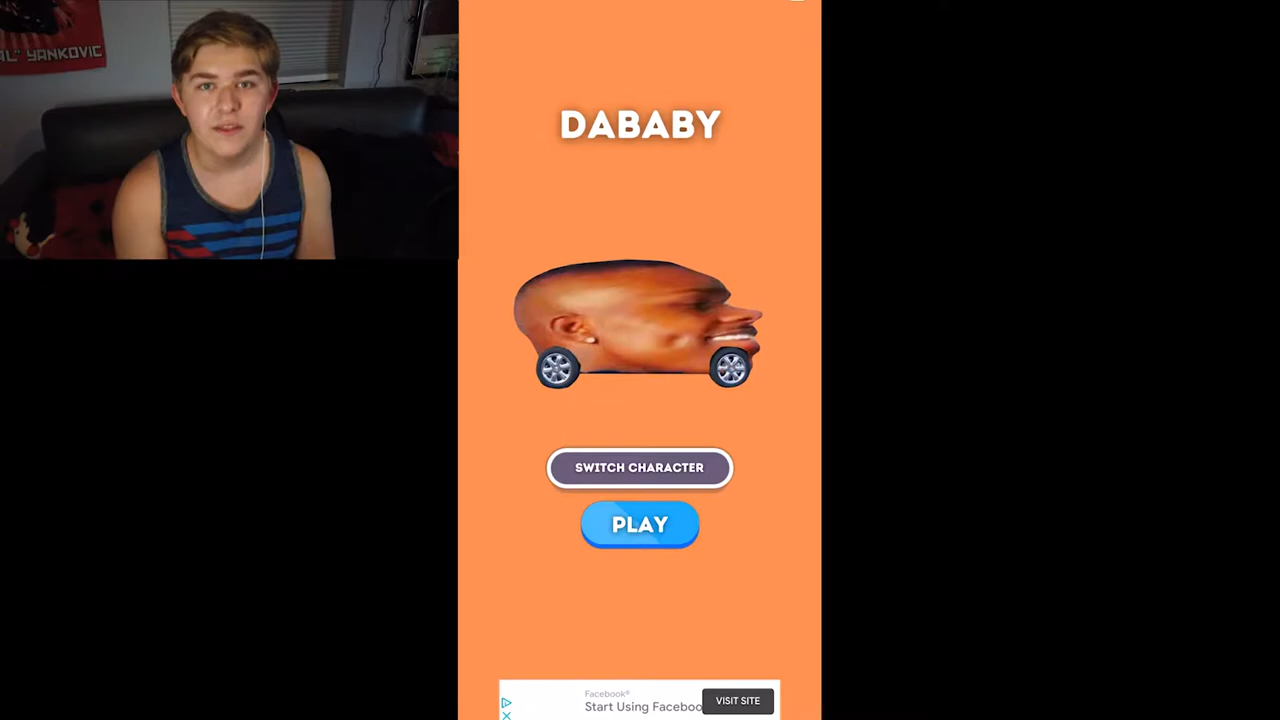 AL" YANKOVIC
DABABY
SWITCH CHARACTER
PLAY
Facebook®
Start Using Faceboo
VISIT SITE